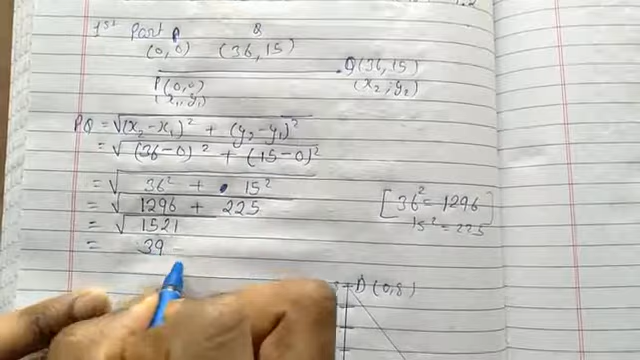 1st Part P Q
(0,0) (36,15)
P(0,0) Q(36,15)
(x₁,y₁) (x₂,y₂)
PQ = √(x₂-x₁)² + (y₂-y₁)²
= √(36-0)² + (15-0)²
= √36² + 15²
= √1296 + 225 [36² = 1296
= √1521 15² = 225]
= 39
D(0,8)